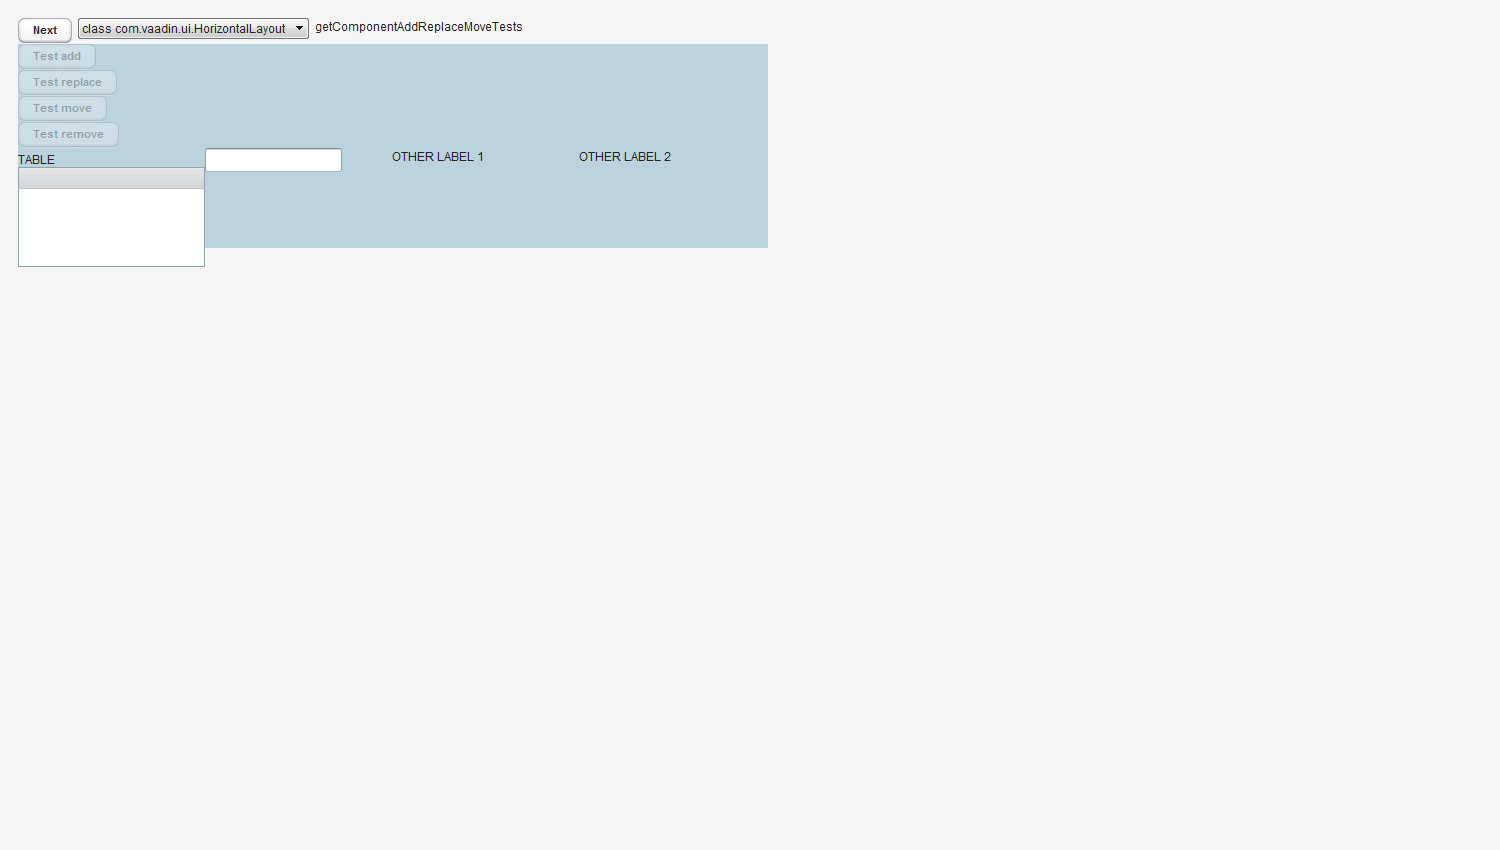 Next class com.vaadin.ui.HorizontalLayout getComponentAddReplaceMoveTests
Test add
Test replace
Test move
Test remove
TABLE OTHER LABEL 1 OTHER LABEL 2